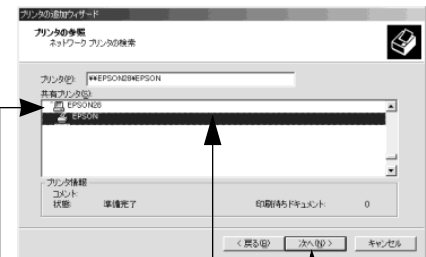 プリンタの追加ウィザード
プリンタの参照
ネットワーク プリンタの検索
プリンタ(P): ¥¥EPSON28¥EPSON
共有プリンタ(S):
EPSON28
EPSON
プリンタ情報
コメント:
状態: 準備完了 印刷待ちドキュメント: 0
< 戻る(B) 次へ(N) > キャンセル